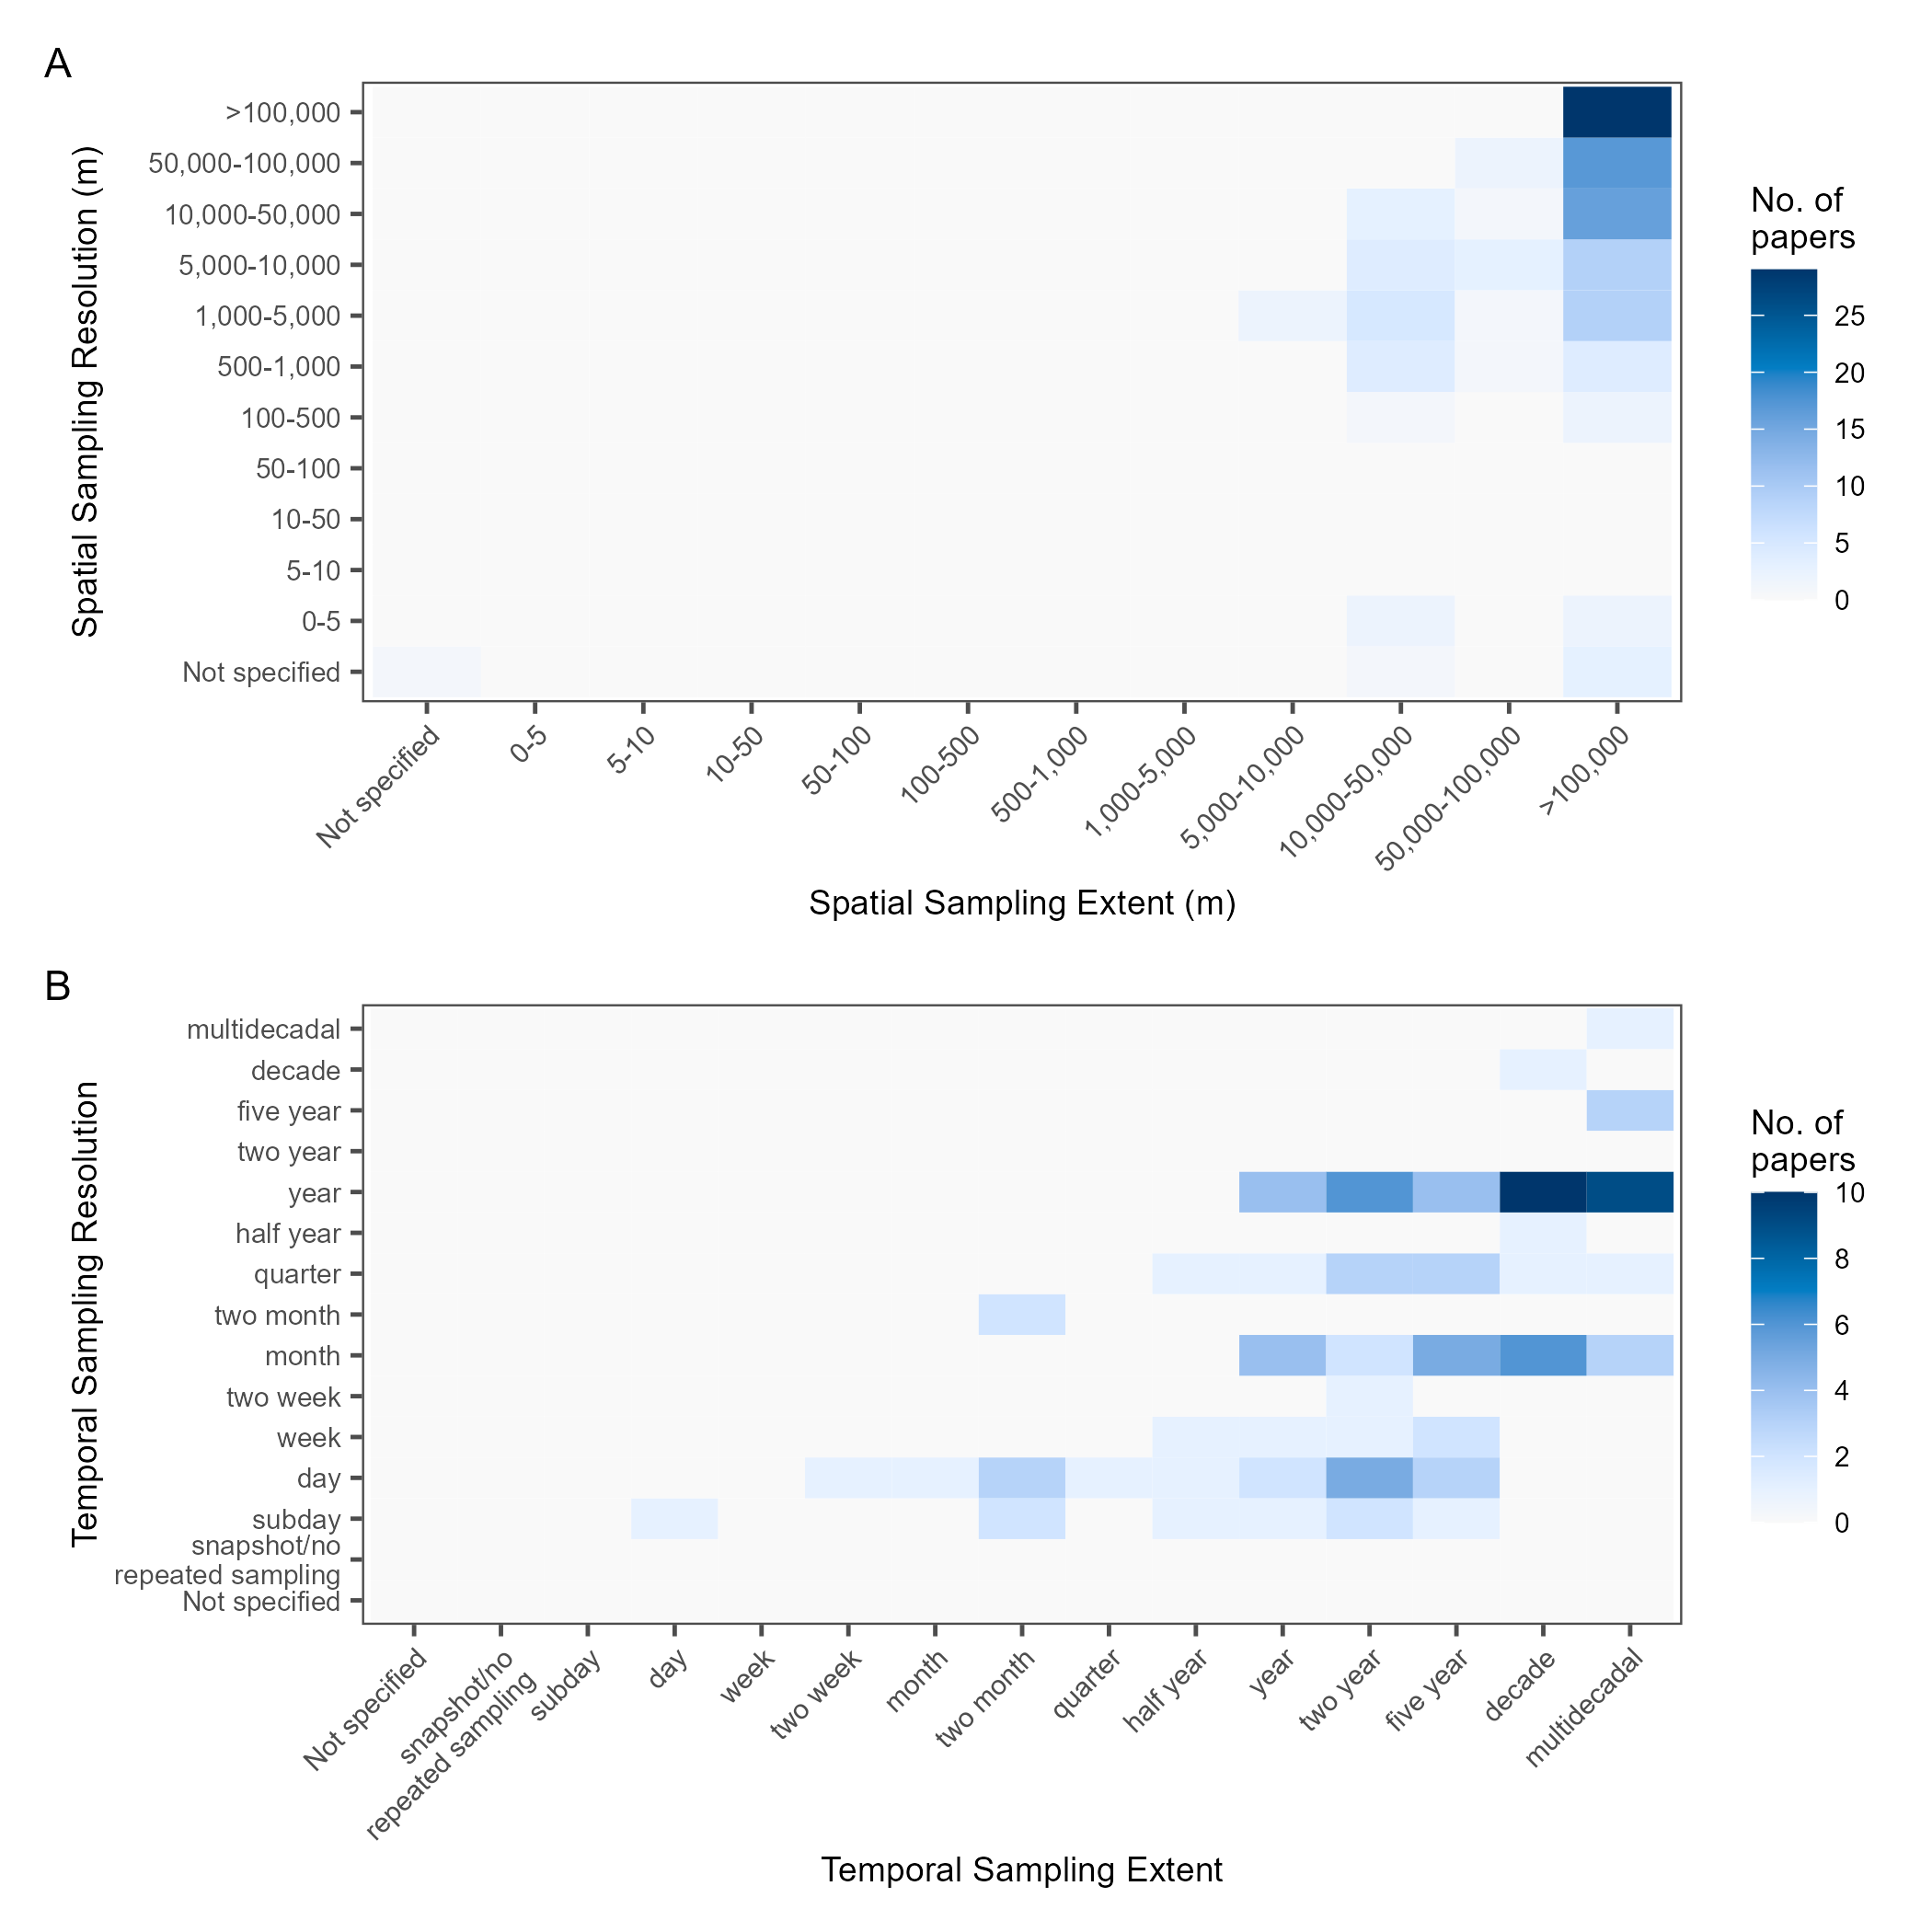 A
Spatial Sampling Resolution (m)
>100,000
50,000-100,000
10,000-50,000
5,000-10,000
1,000-5,000
500-1,000
100-500
50-100
10-50
5-10
0-5
Not specified
Not specified
0-5
5-10
10-50
50-100
100-500
500-1,000
1,000-5,000
5,000-10,000
10,000-50,000
50,000-100,000
>100,000
Spatial Sampling Extent (m)
No. of
papers
25
20
15
10
5
0
B
Temporal Sampling Resolution
multidecadal
decade
five year
two year
year
half year
quarter
two month
month
two week
week
day
subday
snapshot/no
repeated sampling
Not specified
Not specified
snapshot/no
repeated sampling
subday
day
week
two week
month
two month
quarter
half year
year
two year
five year
decade
multidecadal
Temporal Sampling Extent
No. of
papers
10
8
6
4
2
0